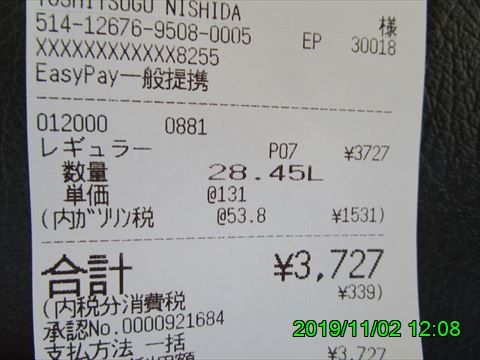 YOSHITSUGU NISHIDA
様
514-12676-9508-0005 EP 30018
XXXXXXXXXXXX8255
EasyPay一般提携
012000 0881
レギュラー P07 ¥3727
数量 28.45L
単価 @131
(内ガソリン税 @53.8 ¥1531)
合計 ¥3,727
(内税分消費税 ¥339)
承認No.0000921684
支払方法 一括
¥3,727
2019/11/02 12:08